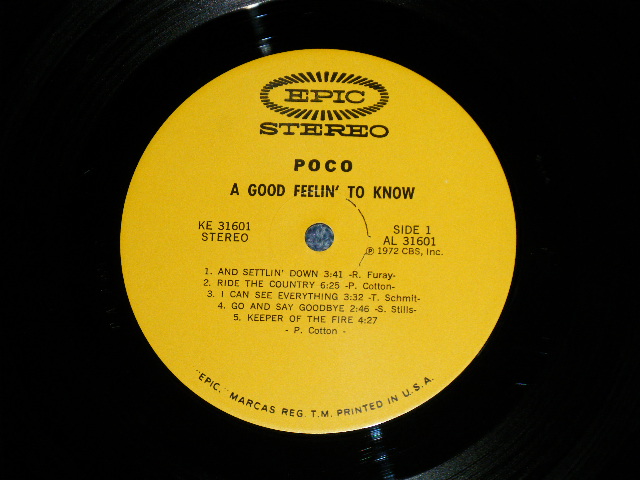 EPIC
STEREO
POCO
A GOOD FEELIN' TO KNOW
KE 31601
STEREO
SIDE 1
AL 31601
℗ 1972 CBS, Inc.
1. AND SETTLIN' DOWN 3:41 -R. Furay-
2. RIDE THE COUNTRY 6:25 -P. Cotton-
3. I CAN SEE EVERYTHING 3:32 -T. Schmit-
4. GO AND SAY GOODBYE 2:46 -S. Stills-
5. KEEPER OF THE FIRE 4:27
- P. Cotton -
"EPIC," MARCAS REG. T.M. PRINTED IN U.S.A.